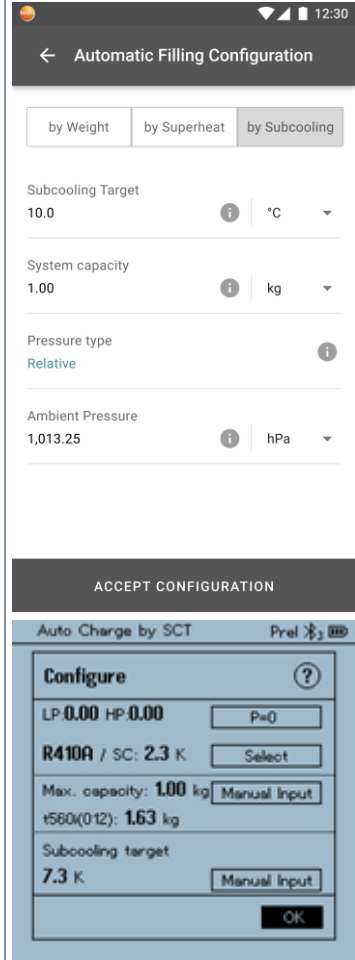 12:30
Automatic Filling Configuration
by Weight by Superheat by Subcooling
Subcooling Target
10.0 °C
System capacity
1.00 kg
Pressure type
Relative
Ambient Pressure
1,013.25 hPa
ACCEPT CONFIGURATION
Auto Charge by SCT Prel 3
Configure ?
LP:0.00 HP:0.00 P=0
R410A / SC: 2.3 K Select
Max. capacity: 1.00 kg Manual Input
t560i(012): 1.63 kg
Subcooling target
7.3 K Manual Input
OK